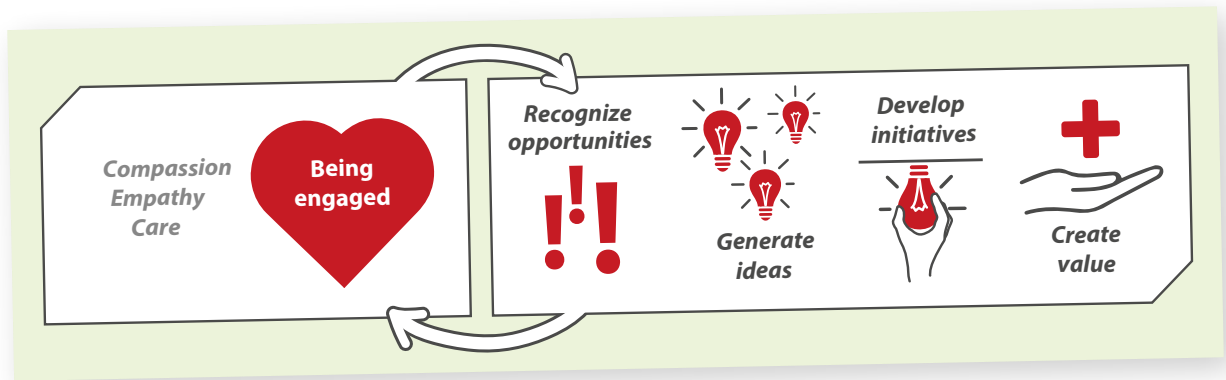 Compassion
Empathy
Care
Being
engaged
Recognize
opportunities
Generate
ideas
Develop
initiatives
Create
value